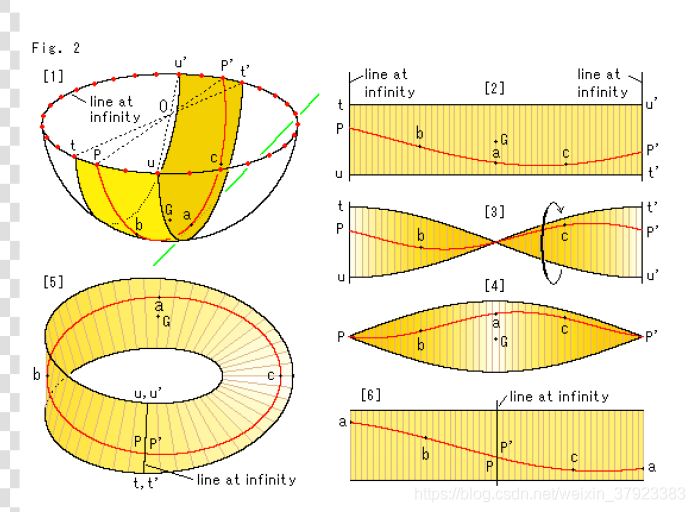 Fig. 2
[1]
u'
P'
t'
line at
infinity
O
t
P
u
c
G
a
b
line at
infinity
[2]
line at
infinity
t
u'
P
b
G
a
c
P'
u
t'
[3]
t
t'
P
b
c
P'
u
u'
[4]
P
b
a
G
c
P'
[5]
a
G
b
c
u,u'
P
P'
line at infinity
t,t'
[6]
line at infinity
a
b
P'
P
c
a
https://blog.csdn.net/weixin_37923383